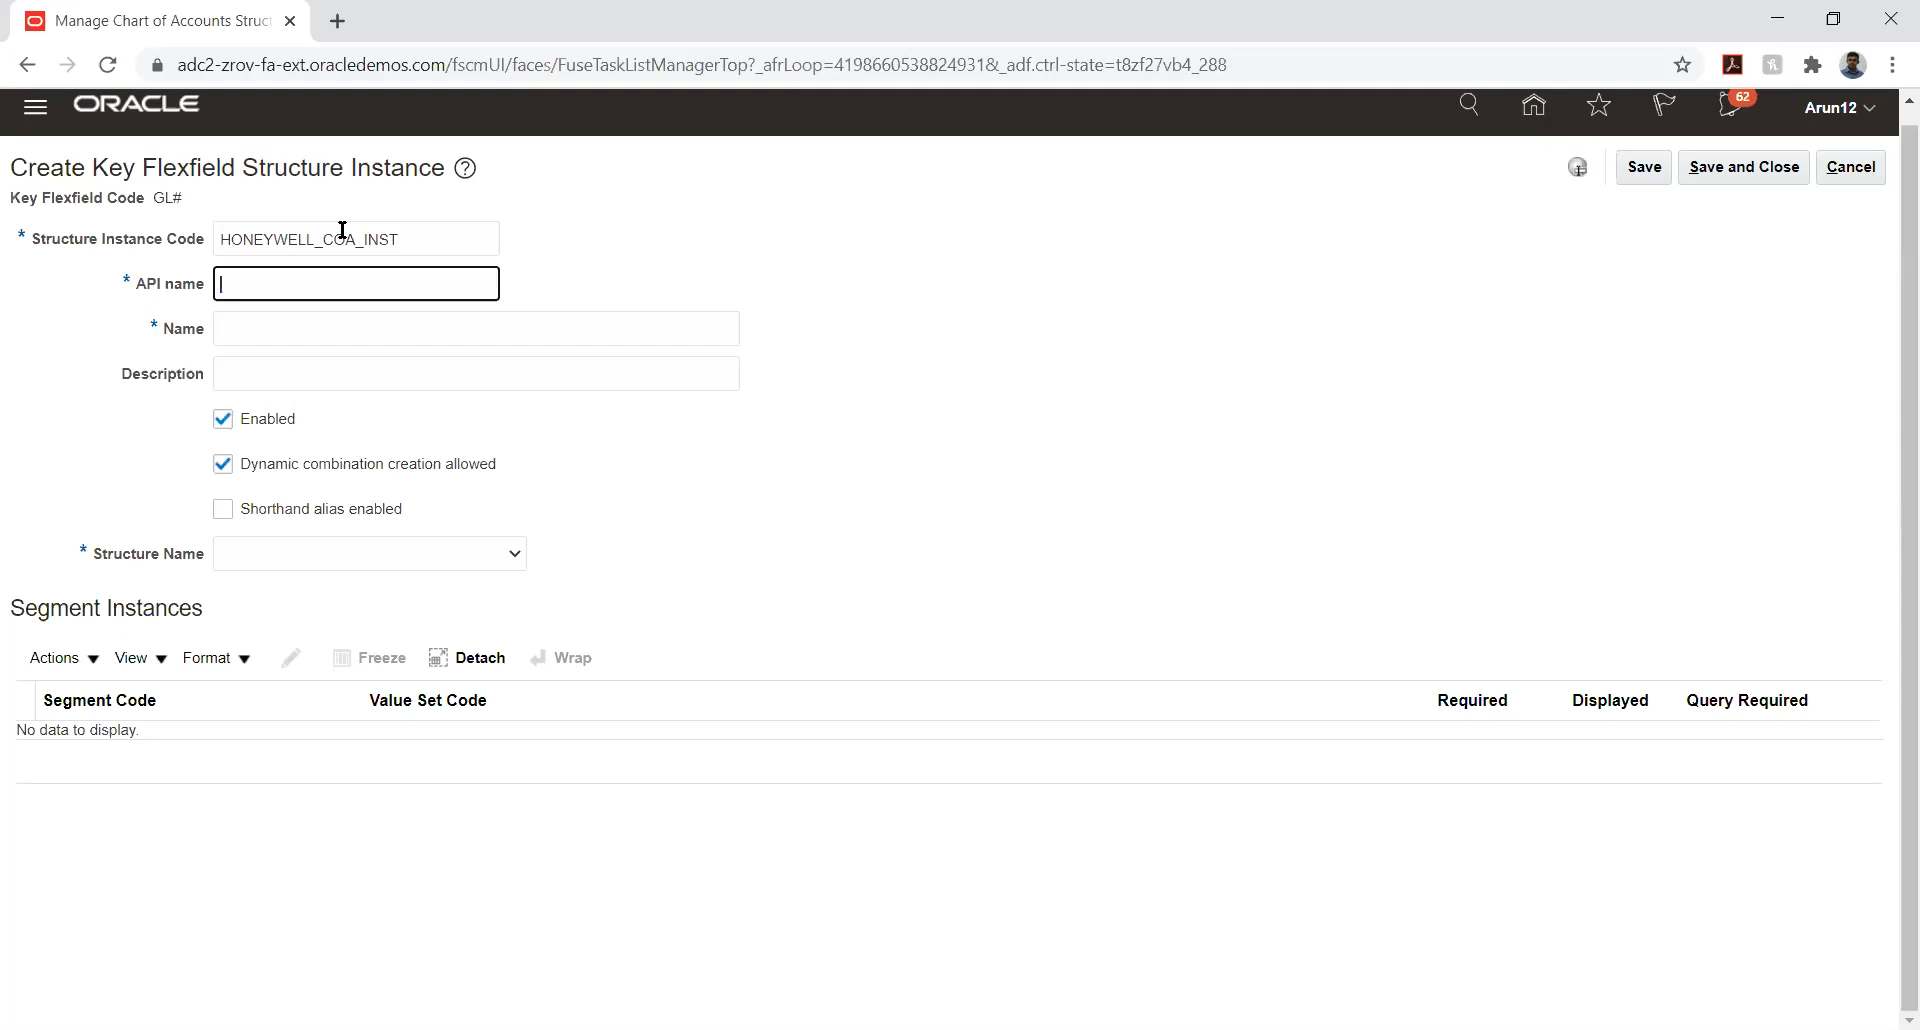 Manage Chart of Accounts Struc
adc2-zrov-fa-ext.oracledemos.com/fscmUI/faces/FuseTaskListManagerTop?_afrLoop=4198660538824931&_adf.ctrl-state=t8zf27vb4_288
ORACLE
62
Arun12
Create Key Flexfield Structure Instance ?
Save
Save and Close
Cancel
Key Flexfield Code GL#
* Structure Instance Code HONEYWELL_COA_INST
* API name
* Name
Description
Enabled
Dynamic combination creation allowed
Shorthand alias enabled
* Structure Name
Segment Instances
Actions View Format Freeze Detach Wrap
Segment Code Value Set Code Required Displayed Query Required
No data to display.